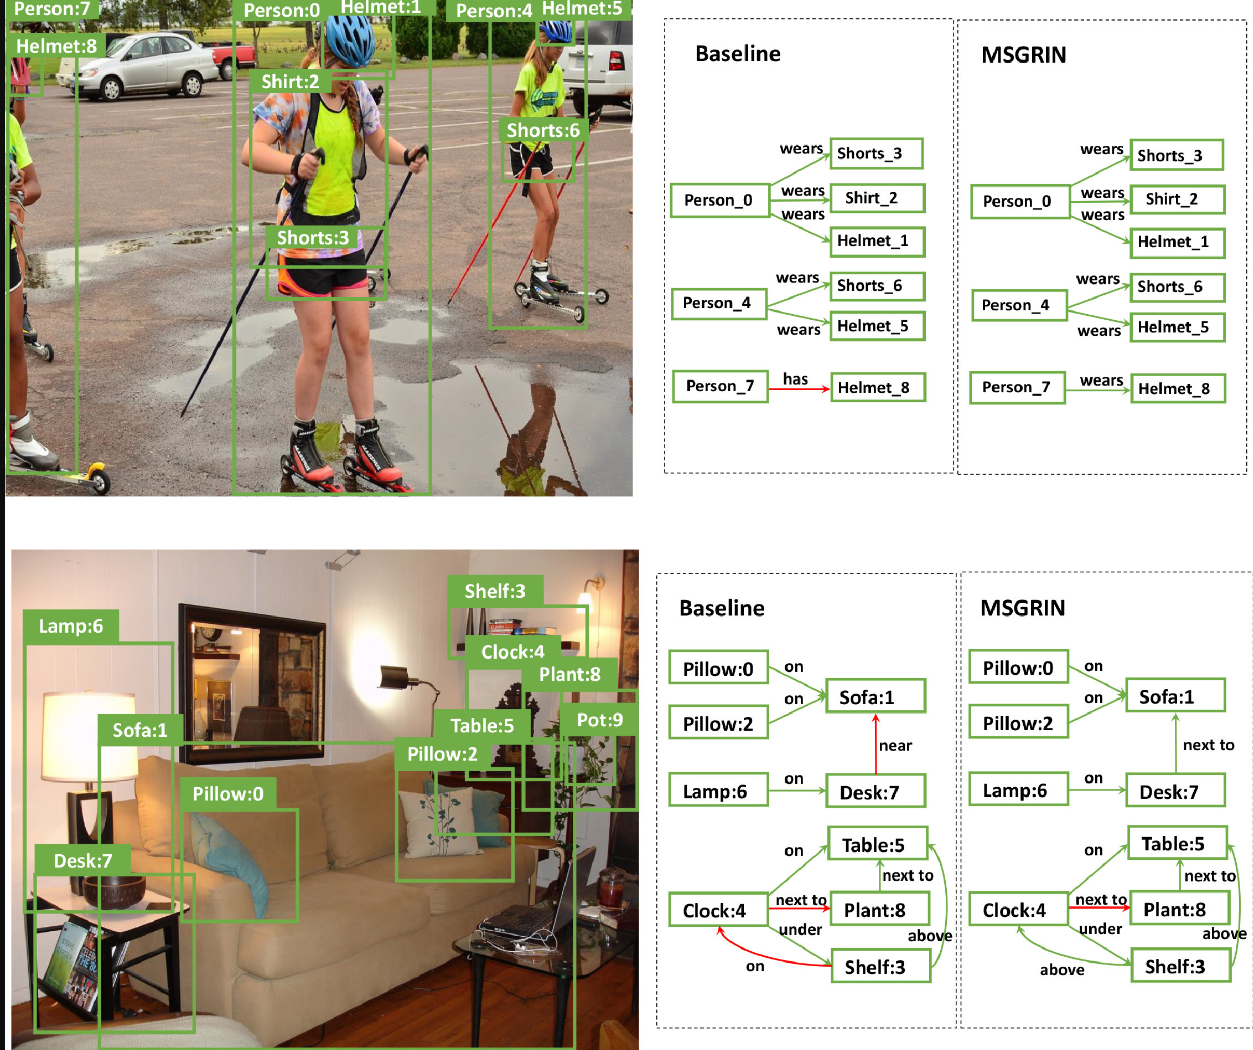 Person:7
Person:0
Helmet:1
Person:4
Helmet:5
Helmet:8
Shirt:2
Shorts:6
Shorts:3
Baseline
wears
Shorts_3
Person_0
wears
Shirt_2
wears
Helmet_1
wears
Shorts_6
Person_4
wears
Helmet_5
Person_7
has
Helmet_8
MSGRIN
wears
Shorts_3
Person_0
wears
Shirt_2
wears
Helmet_1
wears
Shorts_6
Person_4
wears
Helmet_5
Person_7
wears
Helmet_8
Shelf:3
Lamp:6
Clock:4
Plant:8
Sofa:1
Table:5
Pot:9
Pillow:2
Pillow:0
Desk:7
Baseline
Pillow:0
on
Sofa:1
on
Pillow:2
near
Lamp:6
on
Desk:7
on
Table:5
next to
Clock:4
next to
Plant:8
under
above
on
Shelf:3
MSGRIN
Pillow:0
on
Sofa:1
on
Pillow:2
next to
Lamp:6
on
Desk:7
on
Table:5
next to
Clock:4
next to
Plant:8
under
above
above
Shelf:3